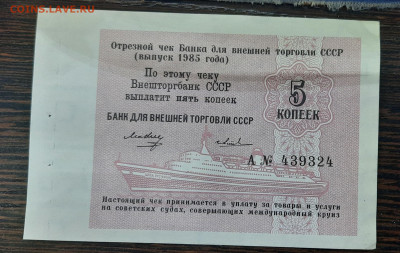 COINS.LAVE.RU
Отрезной чек Банка для внешней торговли СССР
(выпуск 1985 года)
По этому чеку
Внешторгбанк СССР
выплатит пять копеек
5
КОПЕЕК
БАНК ДЛЯ ВНЕШНЕЙ ТОРГОВЛИ СССР
А № 439324
Настоящий чек принимается в уплату за товары и услуги
на советских судах, совершающих международный круиз